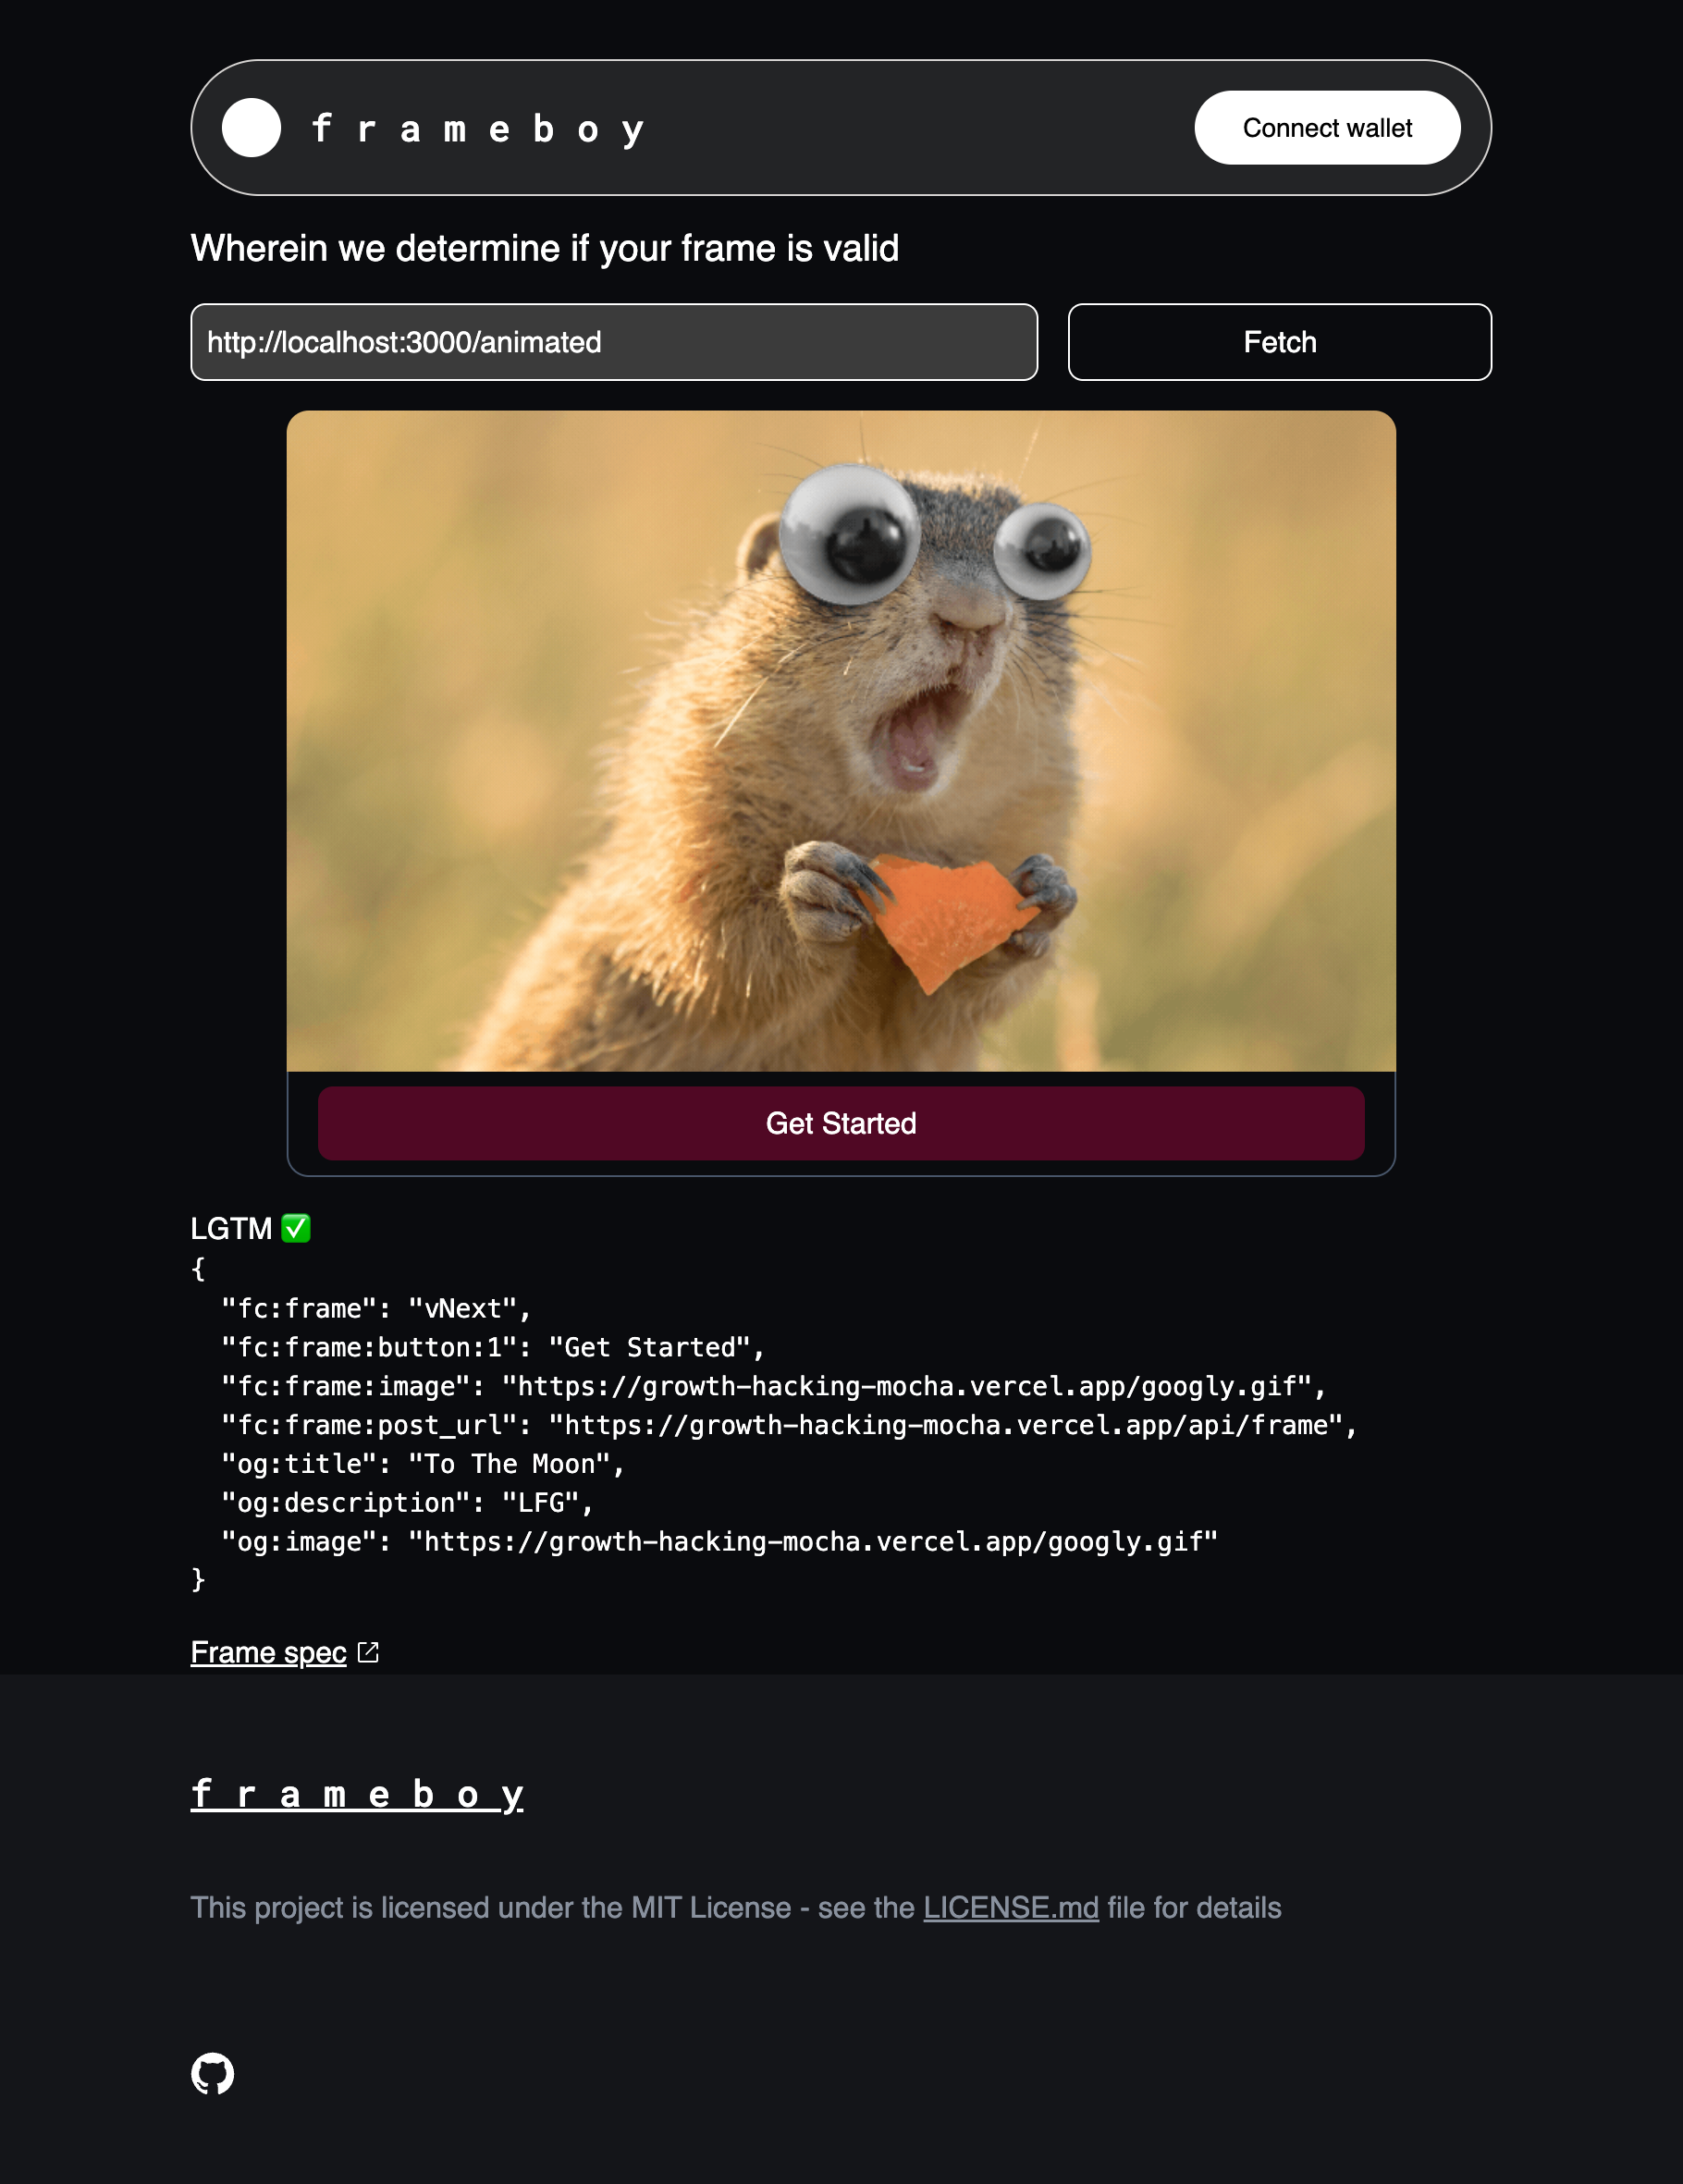 frameboy
Connect wallet
Wherein we determine if your frame is valid
http://localhost:3000/animated
Fetch
Get Started
LGTM ✅
{
  "fc:frame": "vNext",
  "fc:frame:button:1": "Get Started",
  "fc:frame:image": "https://growth-hacking-mocha.vercel.app/googly.gif",
  "fc:frame:post_url": "https://growth-hacking-mocha.vercel.app/api/frame",
  "og:title": "To The Moon",
  "og:description": "LFG",
  "og:image": "https://growth-hacking-mocha.vercel.app/googly.gif"
}
Frame spec
frameboy
This project is licensed under the MIT License - see the LICENSE.md file for details